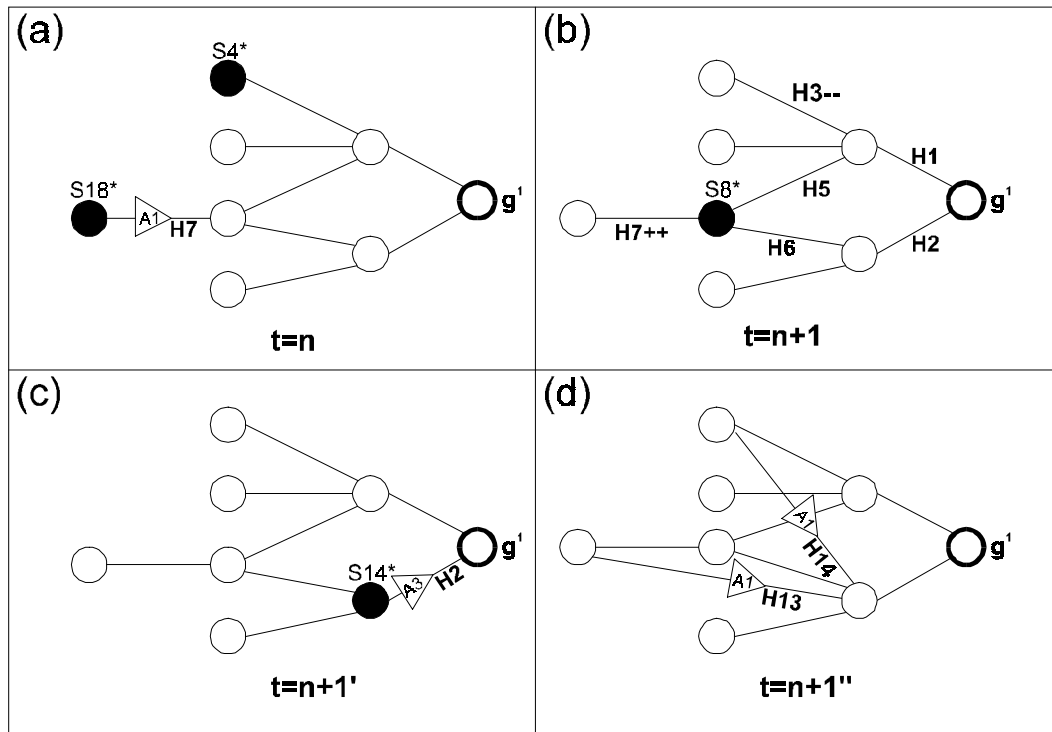 (a)
S4*
S18*
A1
H7
g¹
t=n
(b)
H3--
H1
S8*
H5
g¹
H7++
H6
H2
t=n+1
(c)
g¹
S14*
A3
H2
t=n+1'
(d)
A1
H14
g¹
A1
H13
t=n+1"